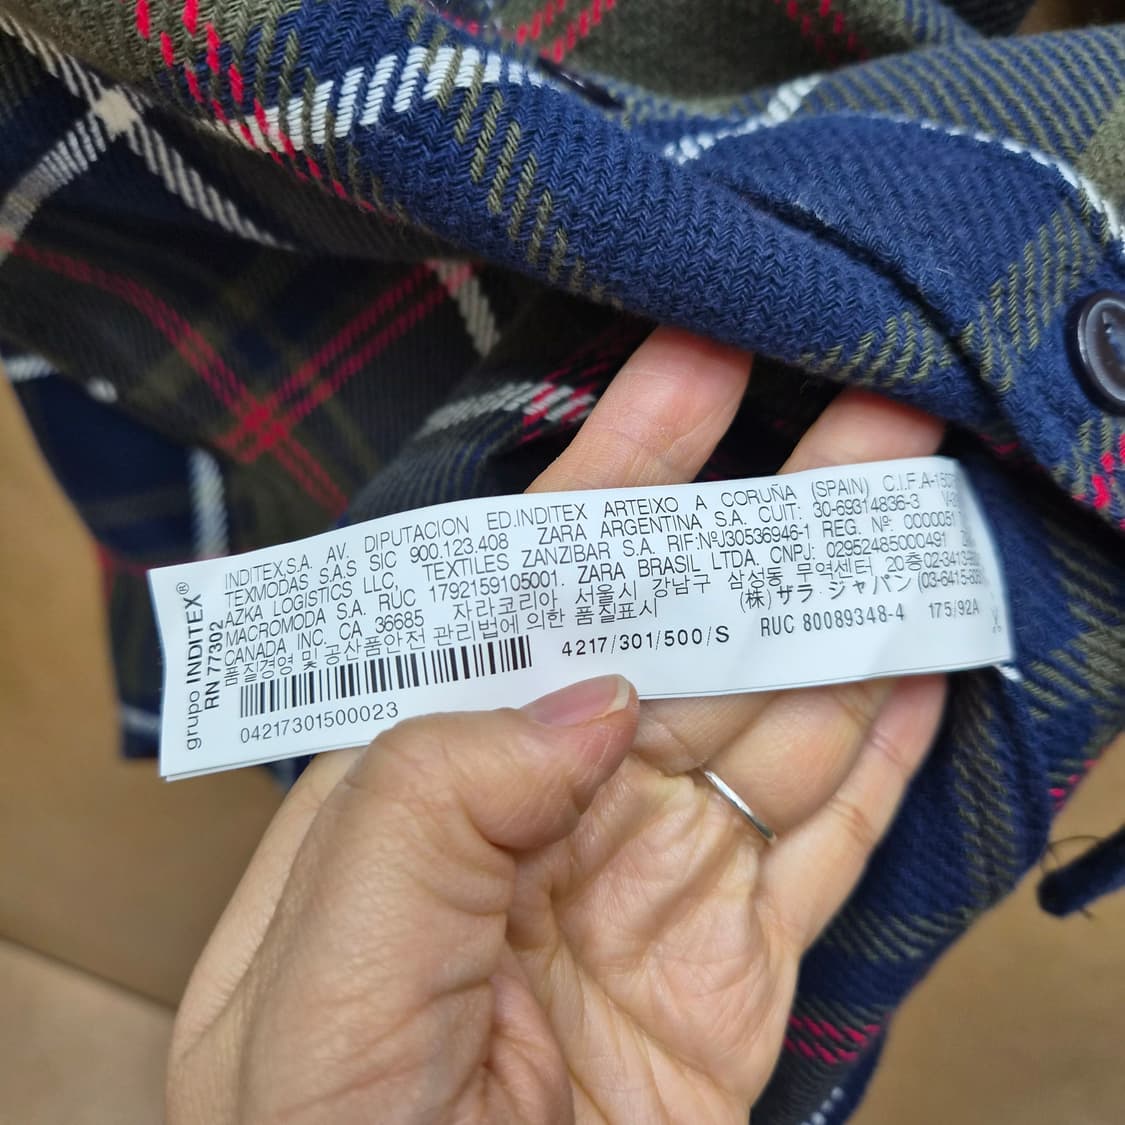 grupo INDITEX®
RN 77302
INDITEX,S.A. AV. DIPUTACION ED.INDITEX ARTEIXO A CORUÑA (SPAIN) C.I.F.
TEXMODAS S.A.S SIC 900.123.408 ZARA ARGENTINA S.A. CUIT: 30-69314836-3
AZKA LOGISTICS LLC, TEXTILES ZANZIBAR S.A. RIF:NºJ30536946-1 REG. Nº
MACROMODA S.A. RUC 1792159105001. ZARA BRASIL LTDA. CNPJ: 02952485000491
CANADA, INC. CA 36685 자라코리아 서울시 강남구 삼성동 무역센터 20層
품질경영 및 공산품안전 관리법에 의한 품질표시 (株) ザラ・ジャパン
4217/301/500/S RUC 80089348-4 175/92A
04217301500023